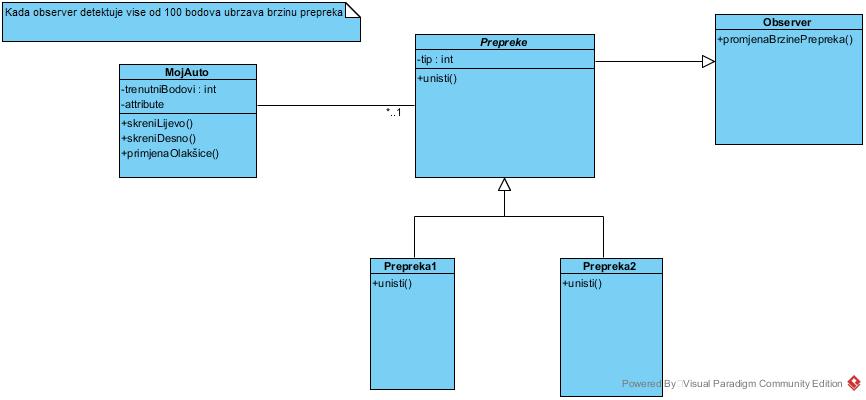 Kada observer detektuje vise od 100 bodova ubrzava brzinu prepreka
Observer
+promjenaBrzinePrepreka()
Prepreke
-tip : int
+unisti()
MojAuto
-trenutniBodovi : int
-attribute
+skreniLijevo()
+skreniDesno()
+primjenaOlakšice()
*..1
Prepreka1
+unisti()
Prepreka2
+unisti()
Powered By Visual Paradigm Community Edition